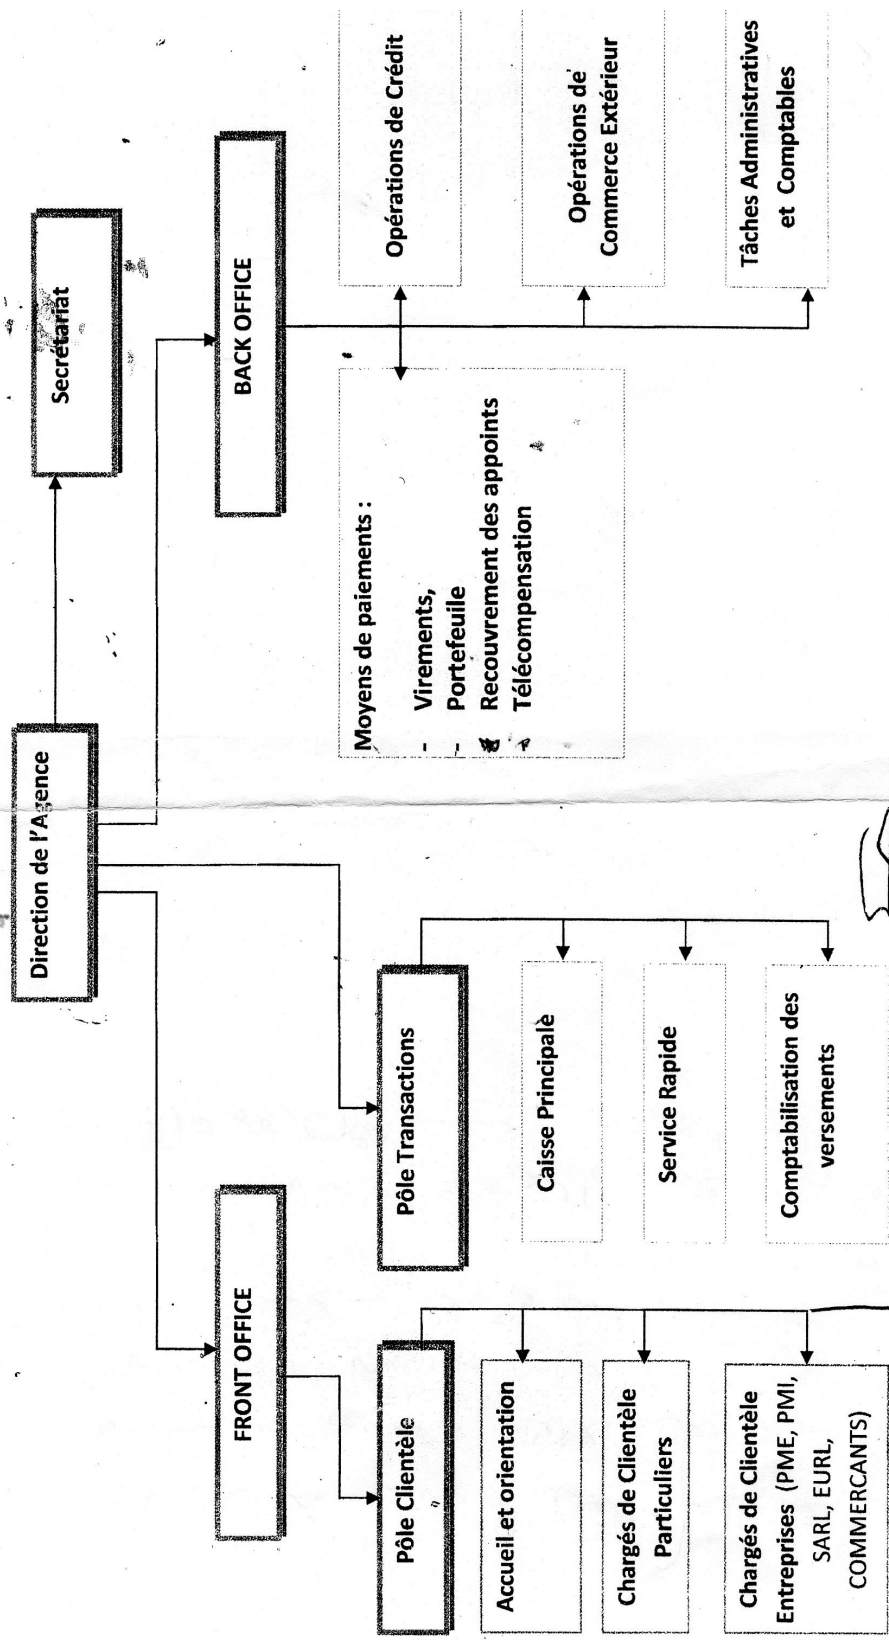 Direction de l'Agence
Secrétariat
FRONT OFFICE
BACK OFFICE
Pôle Clientèle
Accueil et orientation
Chargés de Clientèle
Particuliers
Chargés de Clientèle
Entreprises (PME, PMI,
SARL, EURL,
COMMERCANTS)
Pôle Transactions
Caisse Principale
Service Rapide
Comptabilisation des
versements
Moyens de paiements :
- Virements,
- Portefeuile
- Recouvrement des appoints
- Télécompensation
Opérations de Crédit
Opérations de
Commerce Extérieur
Tâches Administratives
et Comptables